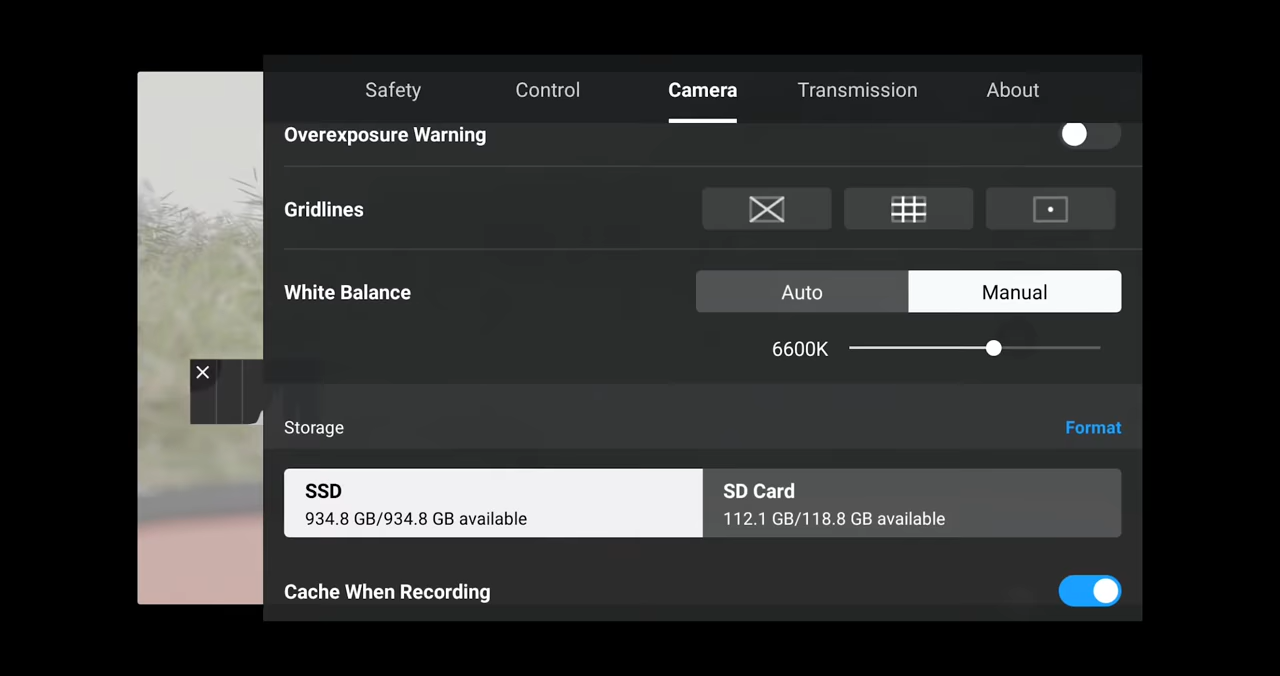 Safety Control Camera Transmission About
Overexposure Warning
Gridlines
White Balance Auto Manual
6600K
Storage Format
SSD SD Card
934.8 GB/934.8 GB available 112.1 GB/118.8 GB available
Cache When Recording